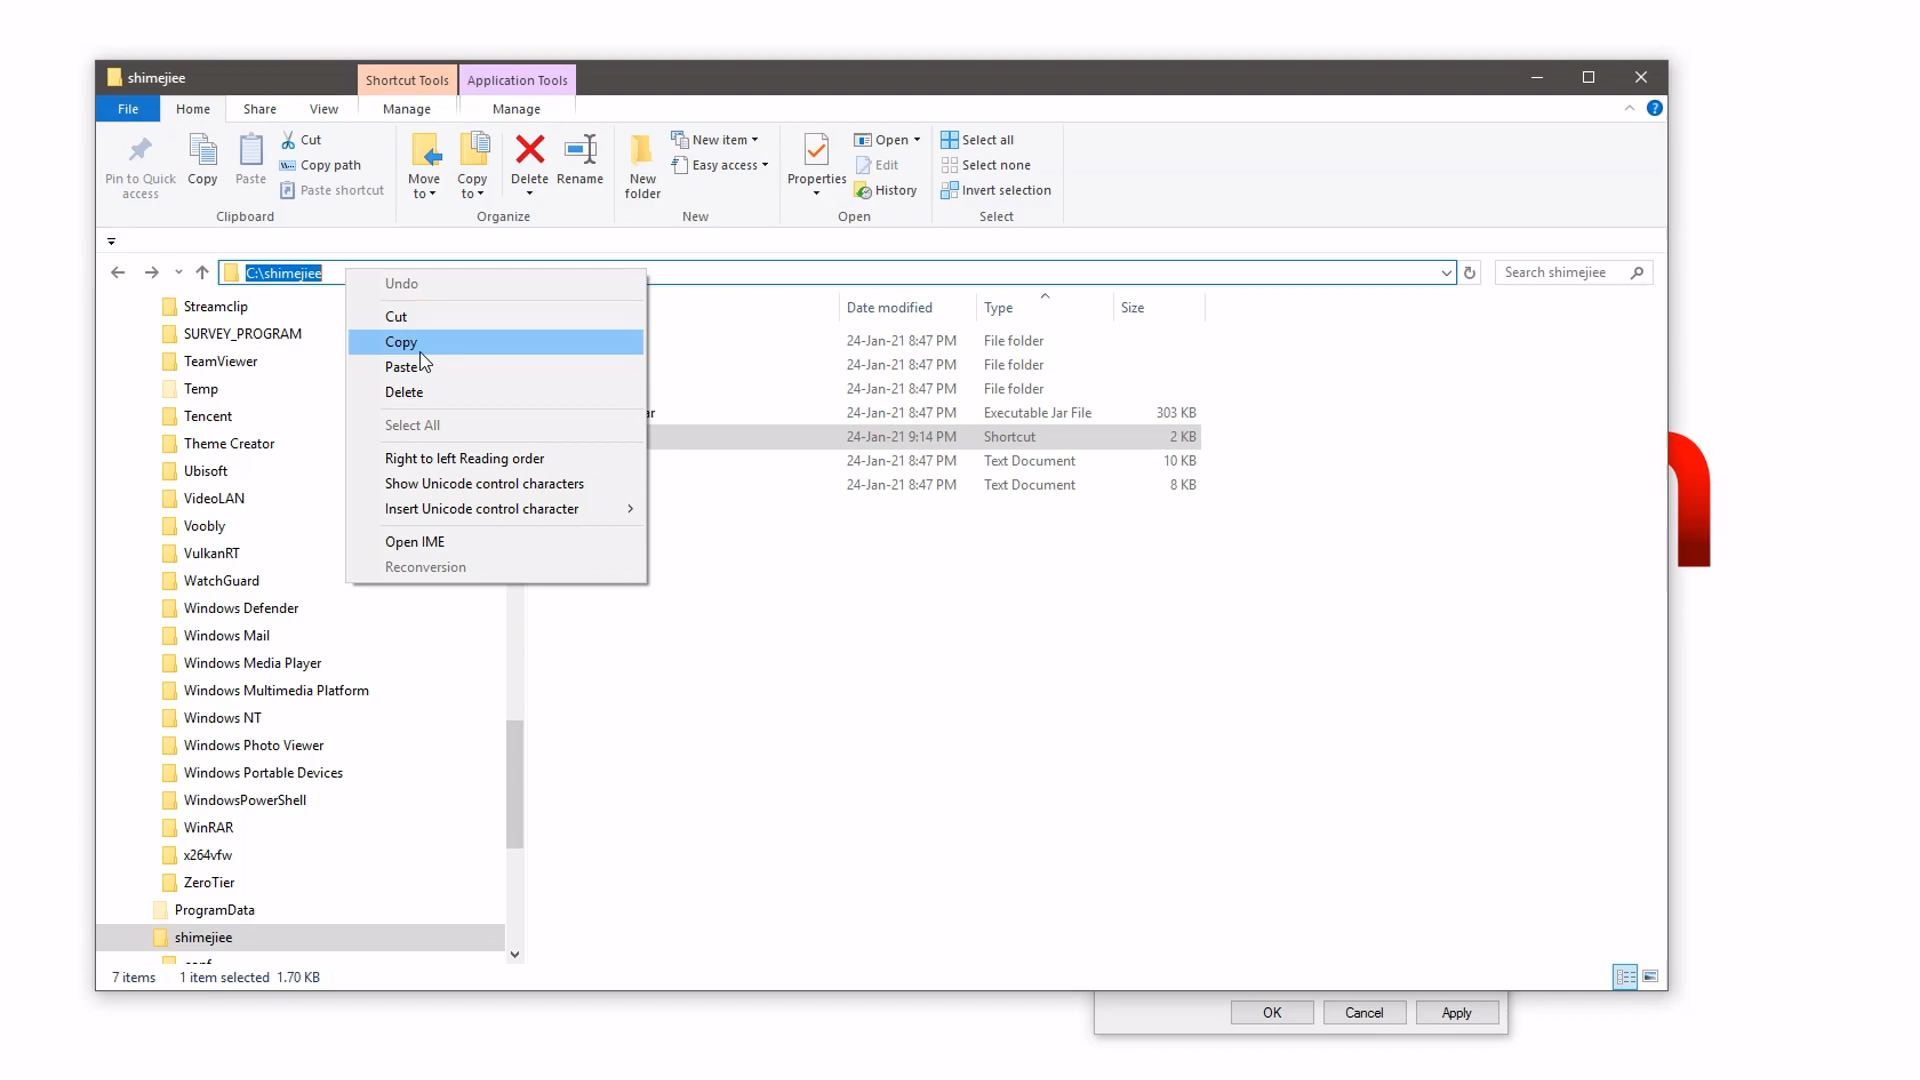 shimejiee
Shortcut Tools
Application Tools
File
Home
Share
View
Manage
Manage
Pin to Quick access
Copy
Paste
Cut
Copy path
Paste shortcut
Clipboard
Move to
Copy to
Delete
Rename
Organize
New folder
New item
Easy access
New
Properties
Open
Edit
History
Open
Select all
Select none
Invert selection
Select
C:\shimejiee
Search shimejiee
Undo
Cut
Copy
Paste
Delete
Select All
Right to left Reading order
Show Unicode control characters
Insert Unicode control character
Open IME
Reconversion
Streamclip
SURVEY_PROGRAM
TeamViewer
Temp
Tencent
Theme Creator
Ubisoft
VideoLAN
Voobly
VulkanRT
WatchGuard
Windows Defender
Windows Mail
Windows Media Player
Windows Multimedia Platform
Windows NT
Windows Photo Viewer
Windows Portable Devices
WindowsPowerShell
WinRAR
x264vfw
ZeroTier
ProgramData
shimejiee
Date modified Type Size
24-Jan-21 8:47 PM File folder
24-Jan-21 8:47 PM File folder
24-Jan-21 8:47 PM File folder
ar 24-Jan-21 8:47 PM Executable Jar File 303 KB
24-Jan-21 9:14 PM Shortcut 2 KB
24-Jan-21 8:47 PM Text Document 10 KB
24-Jan-21 8:47 PM Text Document 8 KB
7 items 1 item selected 1.70 KB
OK
Cancel
Apply